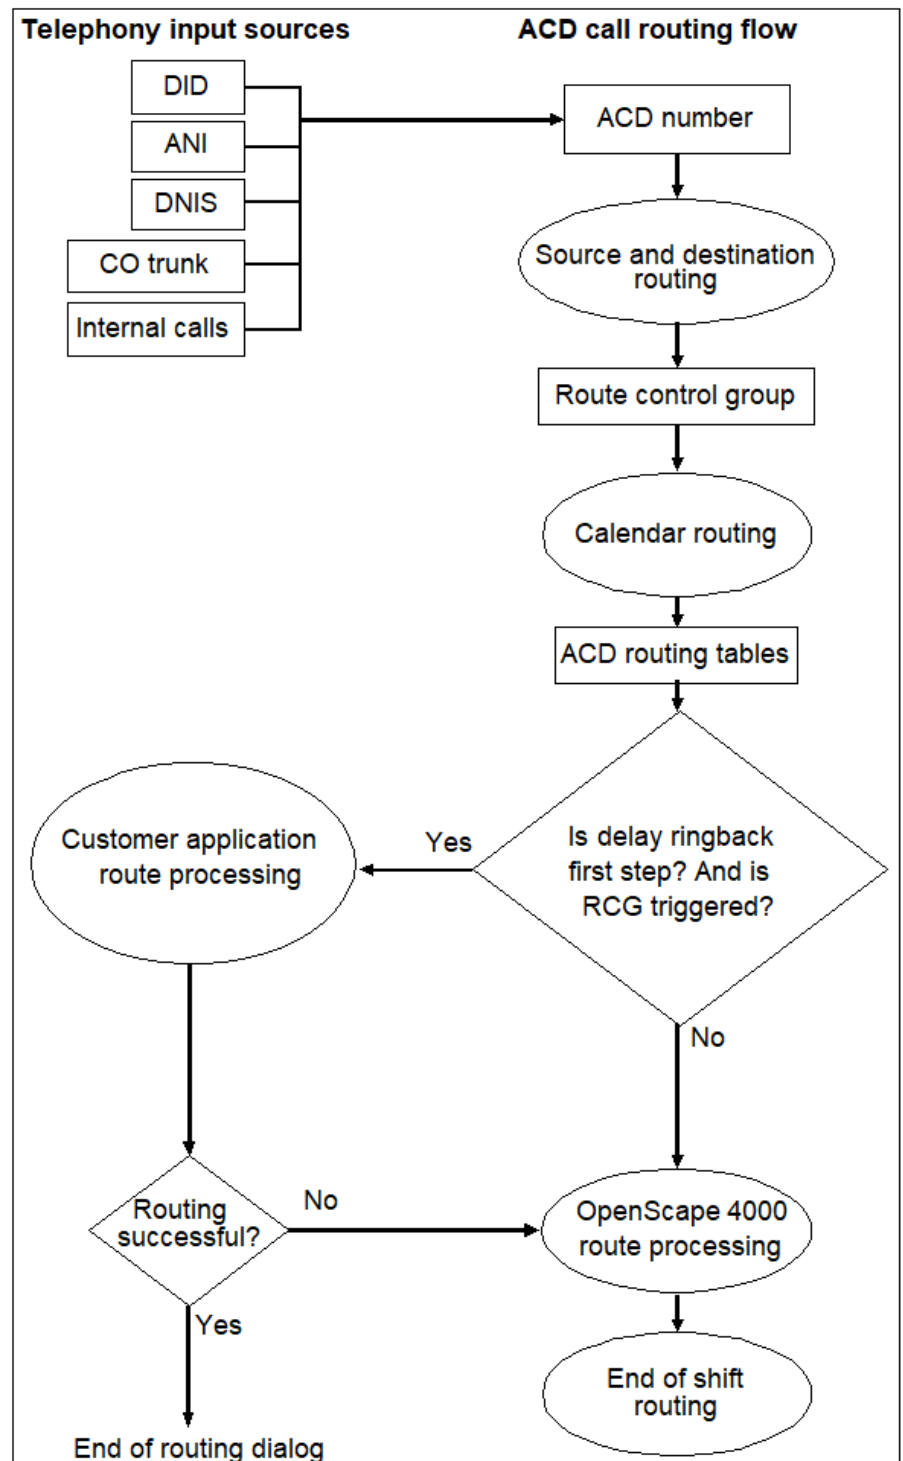 Telephony input sources
ACD call routing flow
DID
ANI
DNIS
CO trunk
Internal calls
ACD number
Source and destination
routing
Route control group
Calendar routing
ACD routing tables
Is delay ringback
first step? And is
RCG triggered?
Yes
No
Customer application
route processing
Routing
successful?
No
Yes
OpenScape 4000
route processing
End of shift
routing
End of routing dialog